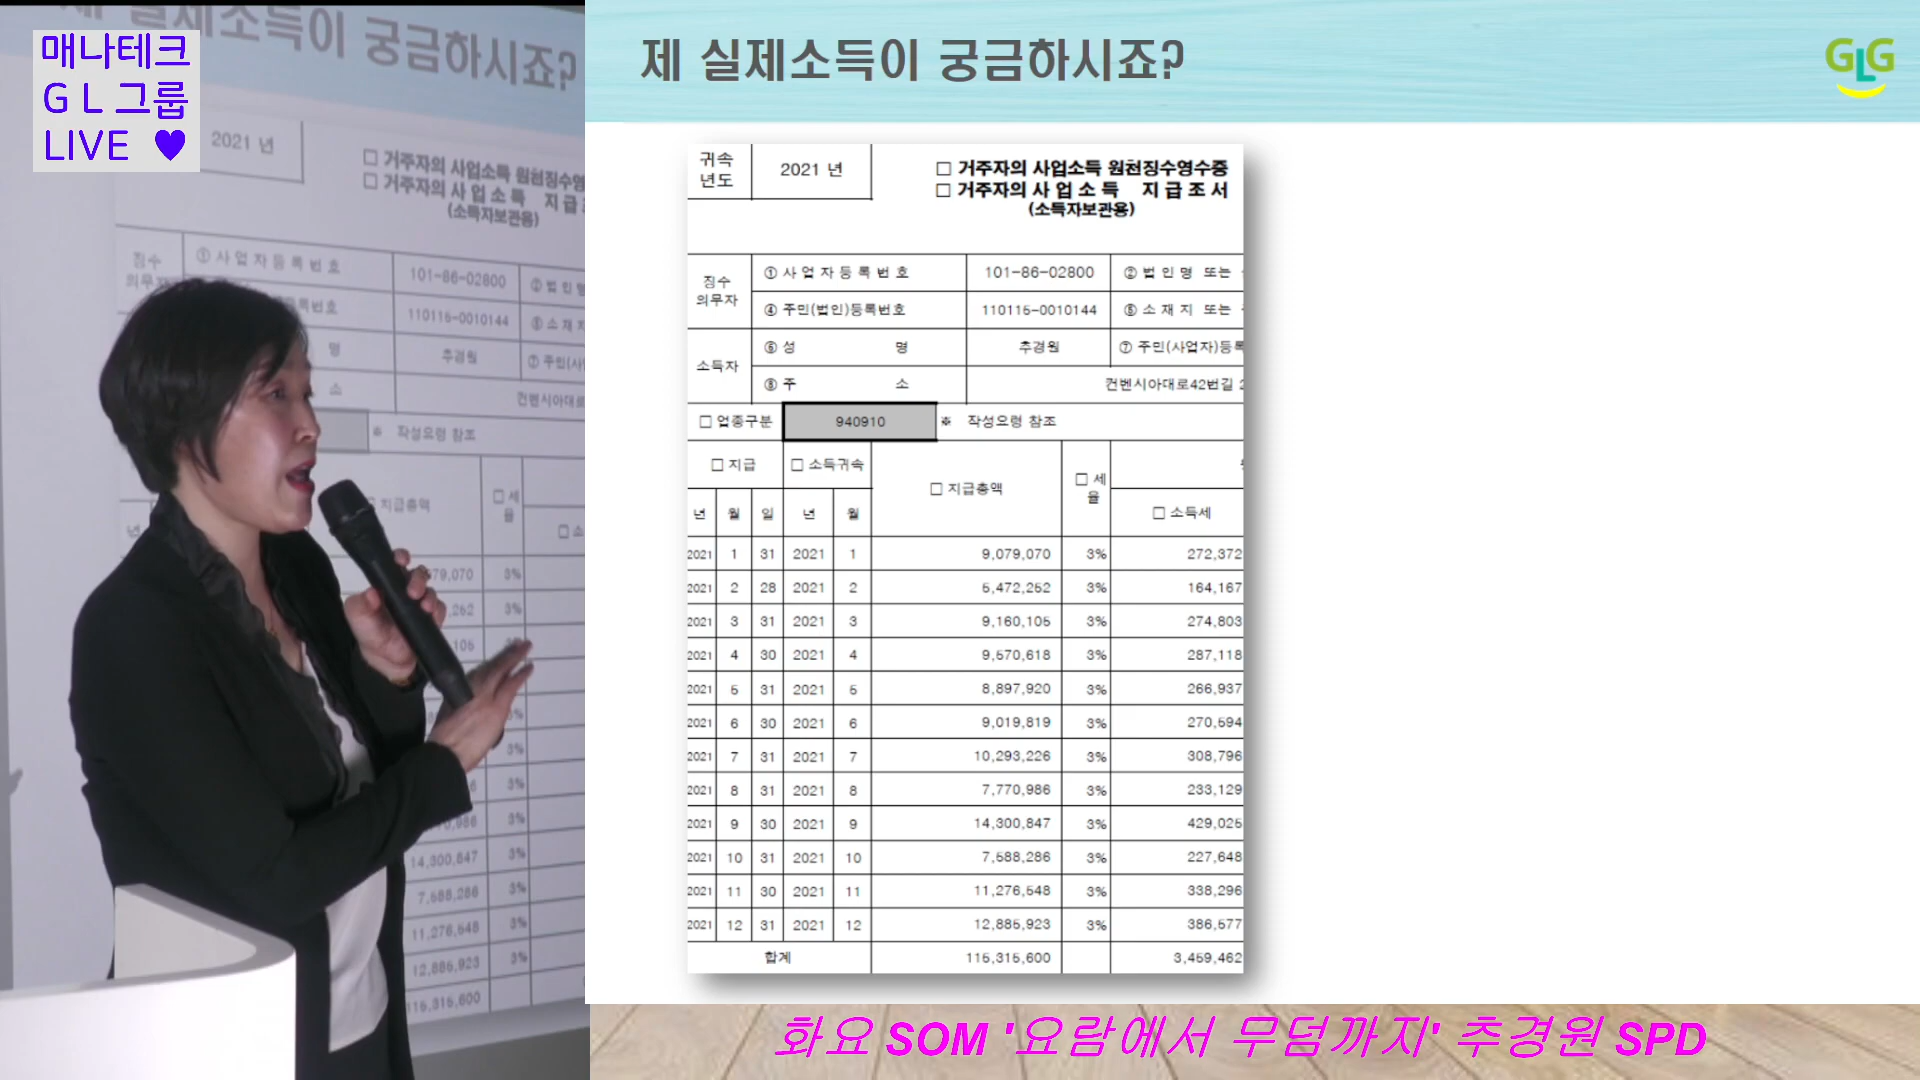 매나테크
G L 그룹
LIVE ♥
제 실제소득이 궁금하시죠?
GLG
귀속 년도 2021 년
□ 거주자의 사업소득 원천징수영수증
□ 거주자의 사 업 소 득 지 급 조 서
(소득자보관용)
징수 의무자 ① 사 업 자 등 록 번 호 101-86-02800 ② 법 인 명 또는
④ 주민(법인)등록번호 110115-0010144 ⑤ 소 재 지 또는
소득자 ⑥ 성 명 추경원 ⑦ 주민(사업자)등록
⑧ 주 소 컨벤시아대로42번길 2
□ 업종구분 940910 ※ 작성요령 참조
□ 지급 □ 소득귀속 □ 지급총액 □ 세율
년 월 일 년 월 □ 소득세
2021 1 31 2021 1 9,079,070 3% 272,372
2021 2 28 2021 2 5,472,252 3% 164,167
2021 3 31 2021 3 9,160,105 3% 274,803
2021 4 30 2021 4 9,570,618 3% 287,118
2021 5 31 2021 5 8,897,920 3% 266,937
2021 6 30 2021 6 9,019,819 3% 270,594
2021 7 31 2021 7 10,293,226 3% 308,796
2021 8 31 2021 8 7,770,986 3% 233,129
2021 9 30 2021 9 14,300,847 3% 429,025
2021 10 31 2021 10 7,588,286 3% 227,648
2021 11 30 2021 11 11,276,548 3% 338,296
2021 12 31 2021 12 12,885,923 3% 386,577
합계 115,315,600 3,459,462
화요 SOM '요람에서 무덤까지' 추경원 SPD